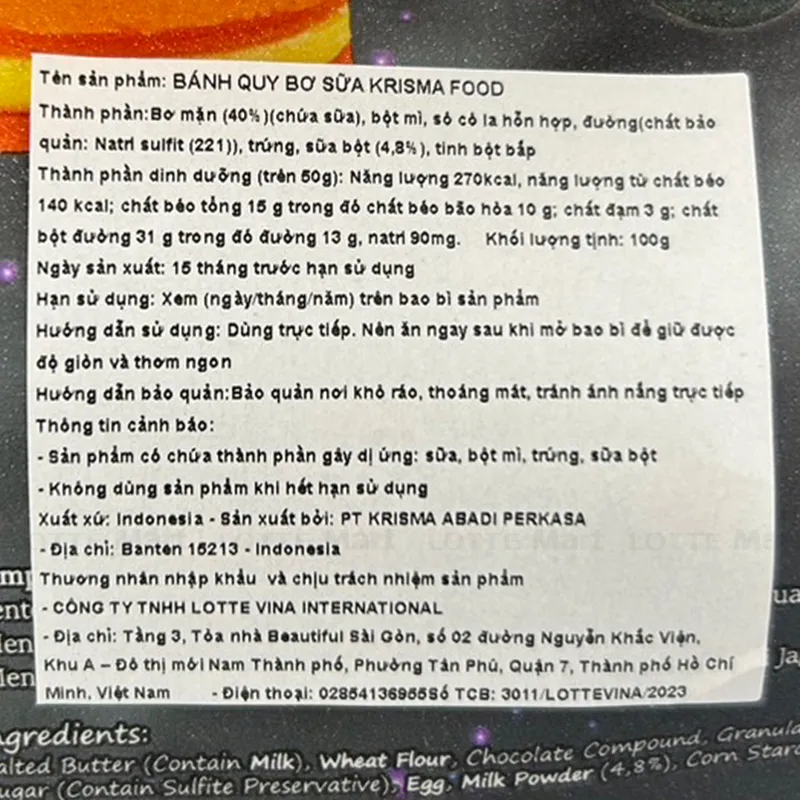 Tên sản phẩm: BÁNH QUY BƠ SỮA KRISMA FOOD
Thành phần:Bơ mặn (40%)(chứa sữa), bột mì, sô cô la hỗn hợp, đường(chất bảo
quản: Natri sulfit (221)), trứng, sữa bột (4,8%), tinh bột bắp
Thành phần dinh dưỡng (trên 50g): Năng lượng 270kcal, năng lượng từ chất béo
140 kcal; chất béo tổng 15 g trong đó chất béo bão hòa 10 g; chất đạm 3 g; chất
bột đường 31 g trong đó đường 13 g, natri 90mg. Khối lượng tịnh: 100g
Ngày sản xuất: 15 tháng trước hạn sử dụng
Hạn sử dụng: Xem (ngày/tháng/năm) trên bao bì sản phẩm
Hướng dẫn sử dụng: Dùng trực tiếp. Nên ăn ngay sau khi mở bao bì để giữ được
độ giòn và thơm ngon
Hướng dẫn bảo quản:Bảo quản nơi khô ráo, thoáng mát, tránh ánh nắng trực tiếp
Thông tin cảnh báo:
- Sản phẩm có chứa thành phần gây dị ứng: sữa, bột mì, trứng, sữa bột
- Không dùng sản phẩm khi hết hạn sử dụng
Xuất xứ: Indonesia - Sản xuất bởi: PT KRISMA ABADI PERKASA
- Địa chỉ: Banten 15213 - Indonesia
LOTTE Mart LOTTE Mart LOTTE Mart
Thương nhân nhập khẩu và chịu trách nhiệm sản phẩm
- CÔNG TY TNHH LOTTE VINA INTERNATIONAL
- Địa chỉ: Tầng 3, Tòa nhà Beautiful Sài Gòn, số 02 đường Nguyễn Khắc Viện,
Khu A – Đô thị mới Nam Thành phố, Phường Tân Phú, Quận 7, Thành phố Hồ Chí
Minh, Việt Nam - Điện thoại: 02854136955Số TCB: 3011/LOTTEVINA/2023
ngredients:
alted Butter (Contain Milk), Wheat Flour, Chocolate Compound, Granula
ugar (Contain Sulfite Preservative), Egg, Milk Powder (4,8%), Corn Starc